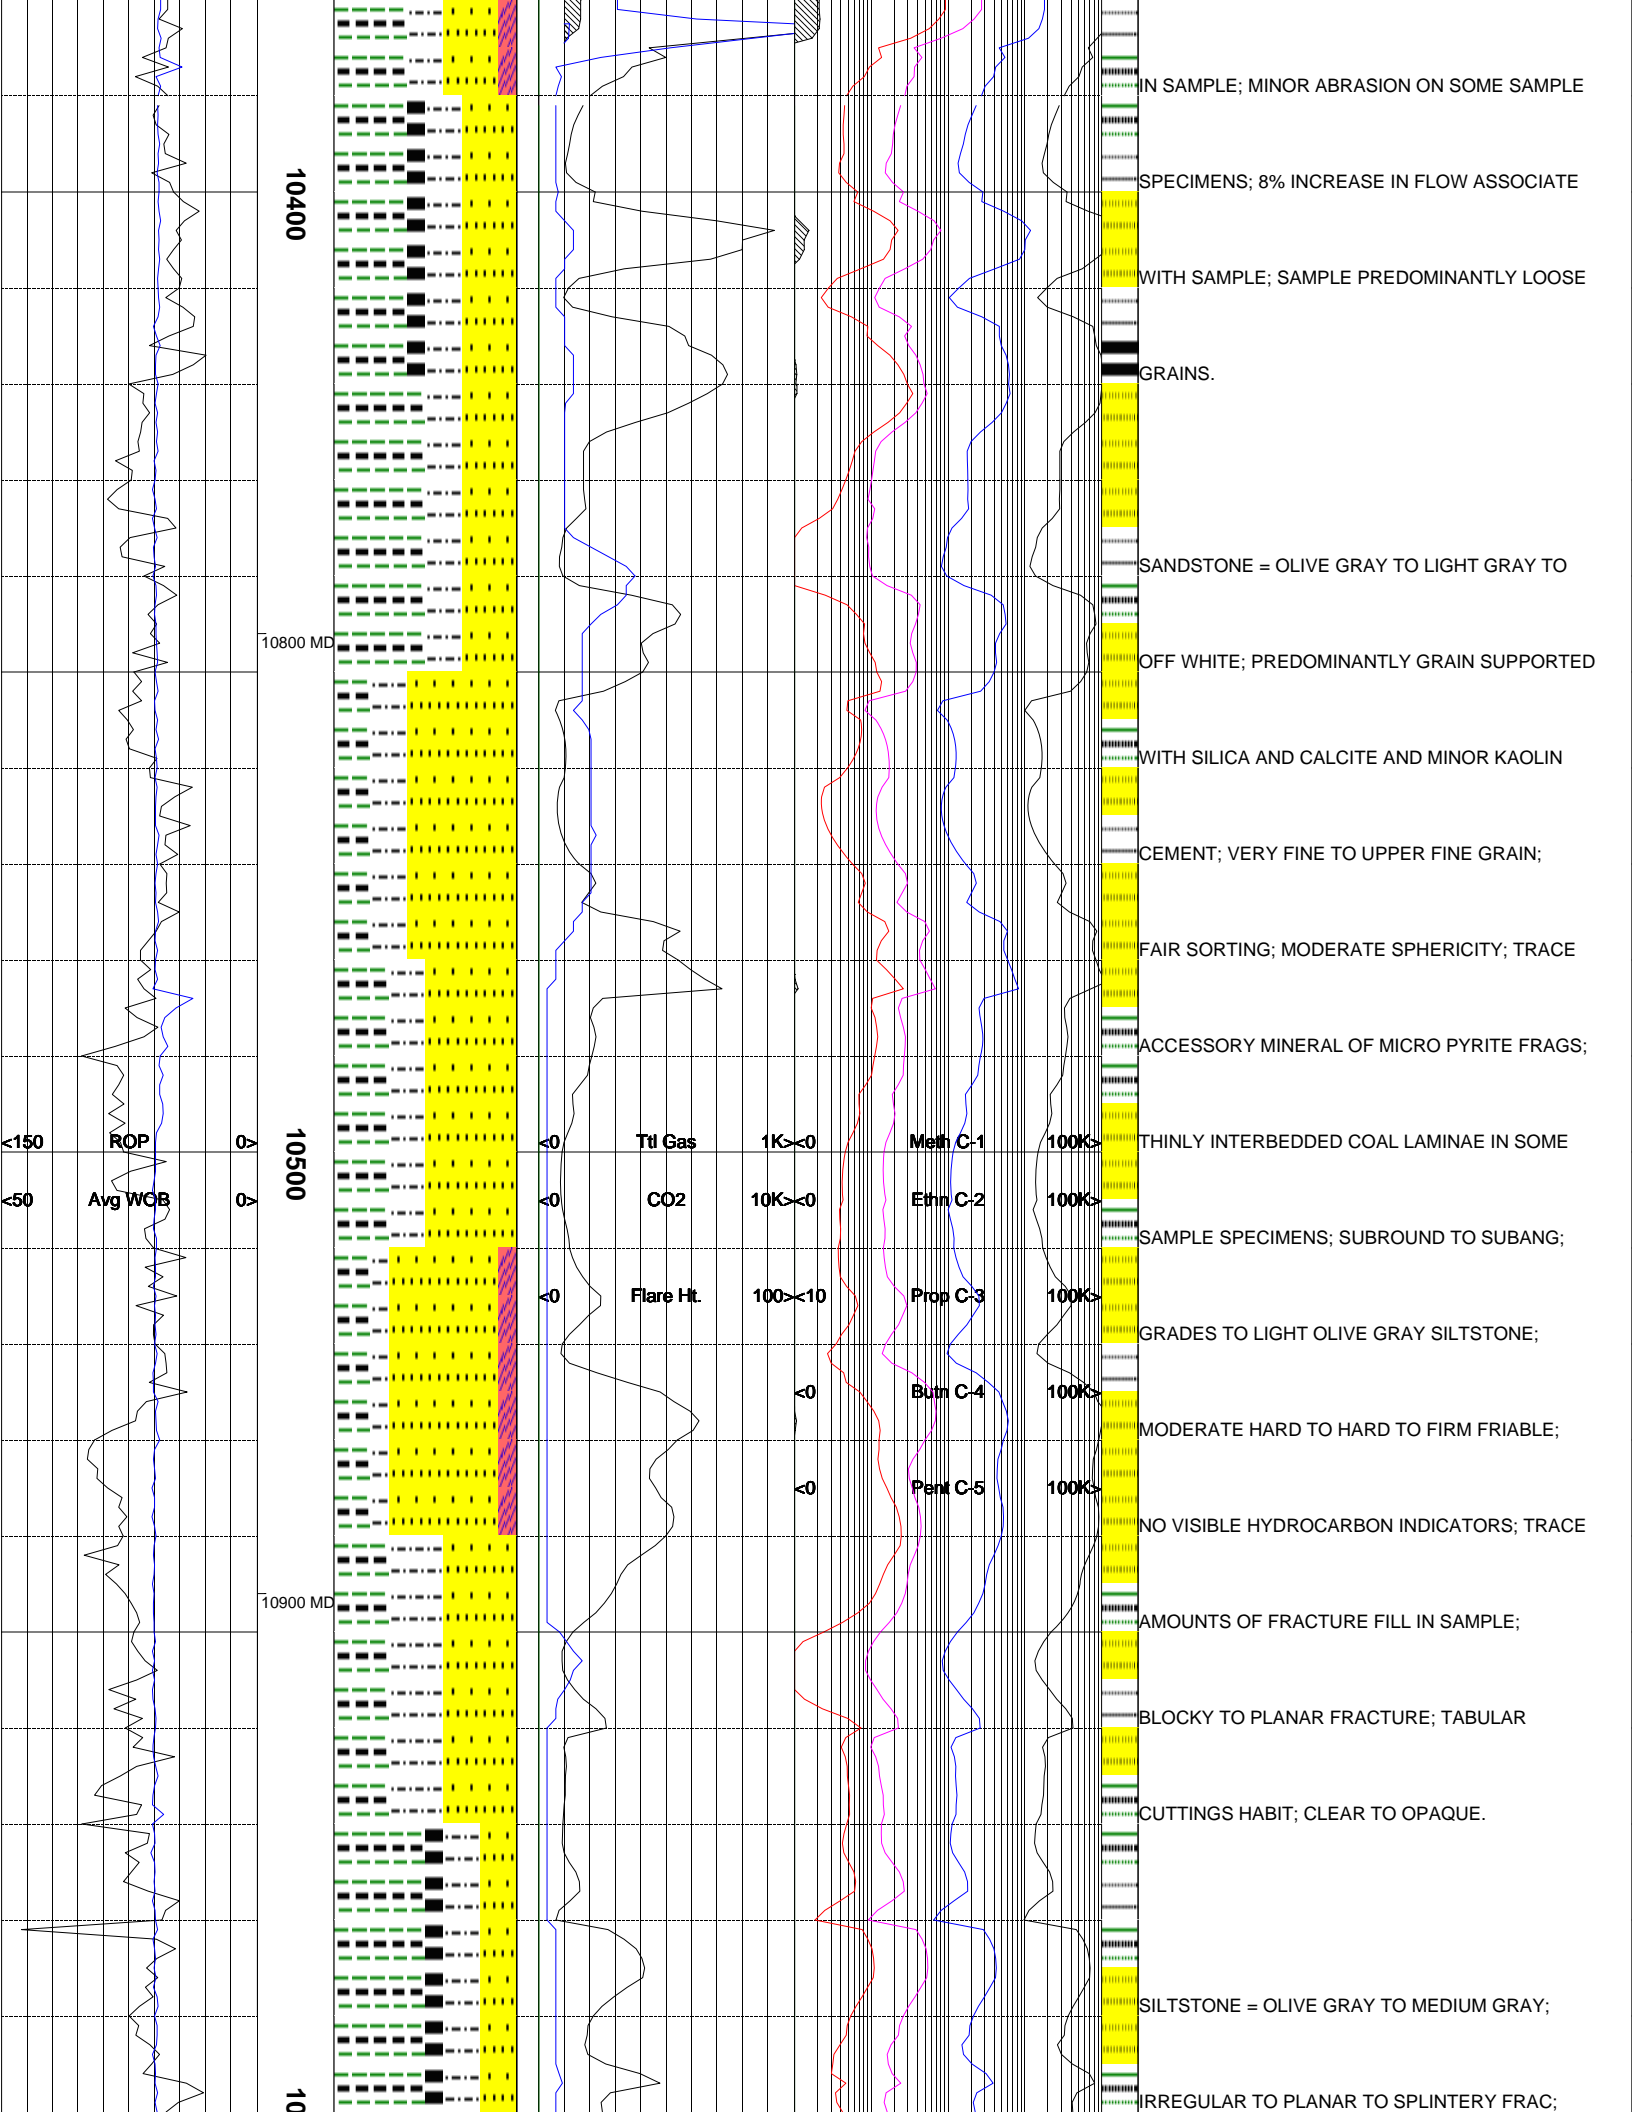 IN SAMPLE; MINOR ABRASION ON SOME SAMPLE
10400
SPECIMENS; 8% INCREASE IN FLOW ASSOCIATE
WITH SAMPLE; SAMPLE PREDOMINANTLY LOOSE
GRAINS.
SANDSTONE = OLIVE GRAY TO LIGHT GRAY TO
10800 MD
OFF WHITE; PREDOMINANTLY GRAIN SUPPORTED
WITH SILICA AND CALCITE AND MINOR KAOLIN
CEMENT; VERY FINE TO UPPER FINE GRAIN;
FAIR SORTING; MODERATE SPHERICITY; TRACE
ACCESSORY MINERAL OF MICRO PYRITE FRAGS;
<150 ROP 0> 10500 <0 Ttl Gas 1K><0 Meth C-1 100K> THINLY INTERBEDDED COAL LAMINAE IN SOME
<50 Avg WOB 0> <0 CO2 10K><0 Ethn C-2 100K>
SAMPLE SPECIMENS; SUBROUND TO SUBANG;
<0 Flare Ht. 100><10 Prop C-3 100K>
GRADES TO LIGHT OLIVE GRAY SILTSTONE;
<0 Butn C-4 100K>
MODERATE HARD TO HARD TO FIRM FRIABLE;
<0 Pent C-5 100K>
NO VISIBLE HYDROCARBON INDICATORS; TRACE
10900 MD
AMOUNTS OF FRACTURE FILL IN SAMPLE;
BLOCKY TO PLANAR FRACTURE; TABULAR
CUTTINGS HABIT; CLEAR TO OPAQUE.
SILTSTONE = OLIVE GRAY TO MEDIUM GRAY;
10
IRREGULAR TO PLANAR TO SPLINTERY FRAC;